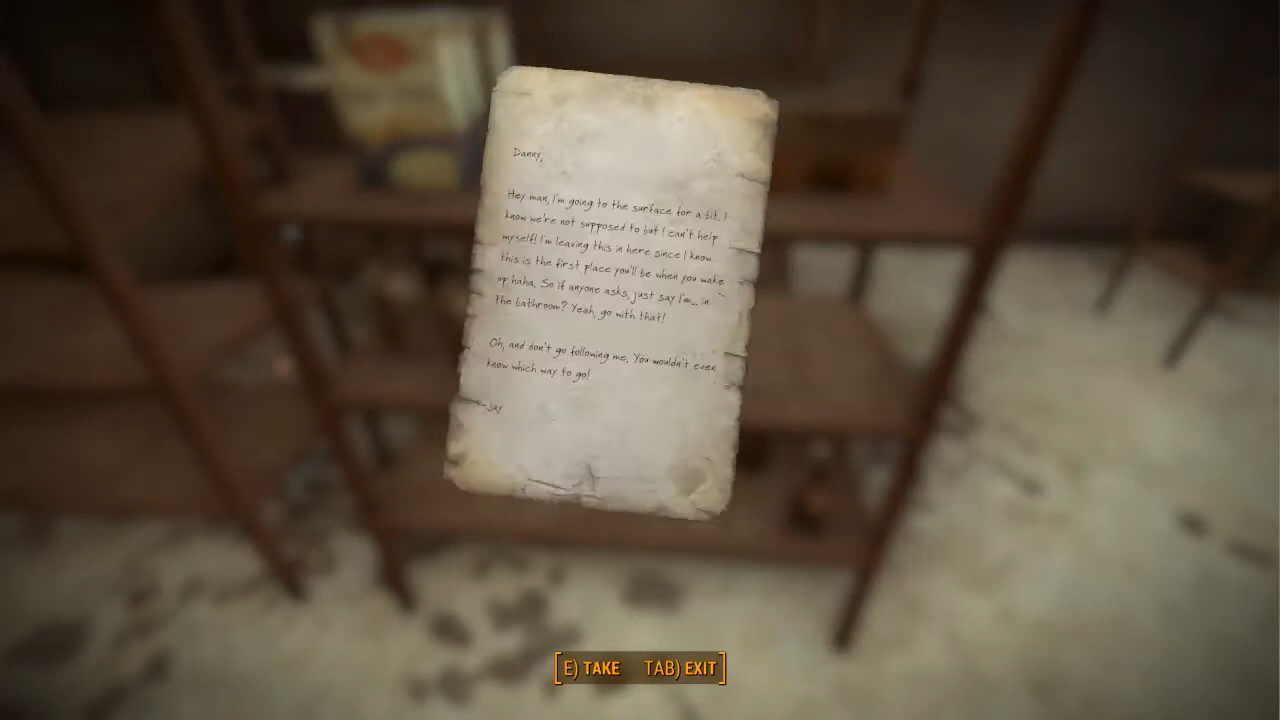 Danny,
Hey man, I'm going to the surface for a bit. I
know we're not supposed to but I can't help
myself! I'm leaving this in here since I know
this is the first place you'll be when you wake
up haha. So if anyone asks, just say I'm... in
the bathroom? Yeah, go with that!
Oh, and don't go following me. You wouldn't even
know which way to go!
-Jay
E) TAKE TAB) EXIT